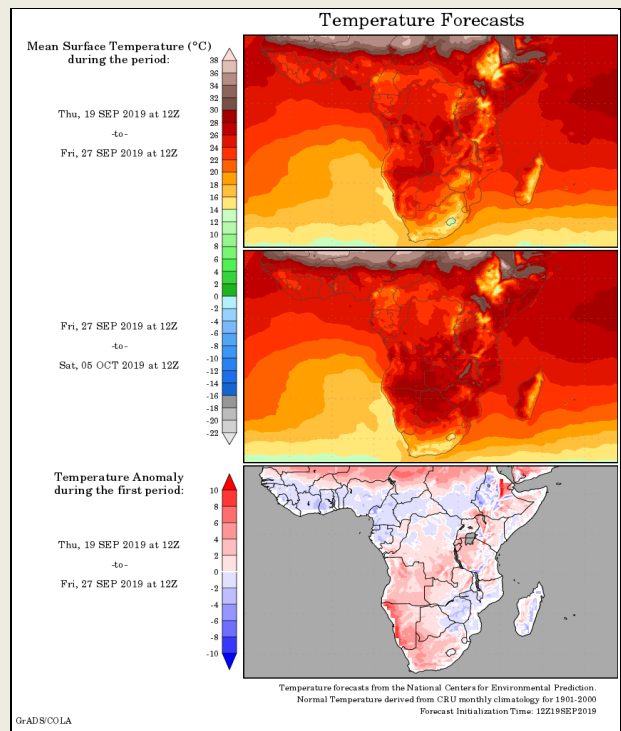 Temperature Forecasts
Mean Surface Temperature (°C)
during the period:
38
36
34
32
30
28
26
24
22
20
18
16
14
12
10
8
6
4
2
0
-2
-4
-6
-8
-10
-12
-14
-16
-18
-20
-22
Thu, 19 SEP 2019 at 12Z
-to-
Fri, 27 SEP 2019 at 12Z
Fri, 27 SEP 2019 at 12Z
-to-
Sat, 05 OCT 2019 at 12Z
Temperature Anomaly
during the first period:
10
8
6
4
2
0
-2
-4
-6
-8
-10
Thu, 19 SEP 2019 at 12Z
-to-
Fri, 27 SEP 2019 at 12Z
Temperature forecasts from the National Centers for Environmental Prediction.
Normal Temperature derived from CRU monthly climatology for 1901-2000
Forecast Initialization Time: 12Z19SEP2019
GrADS/COLA